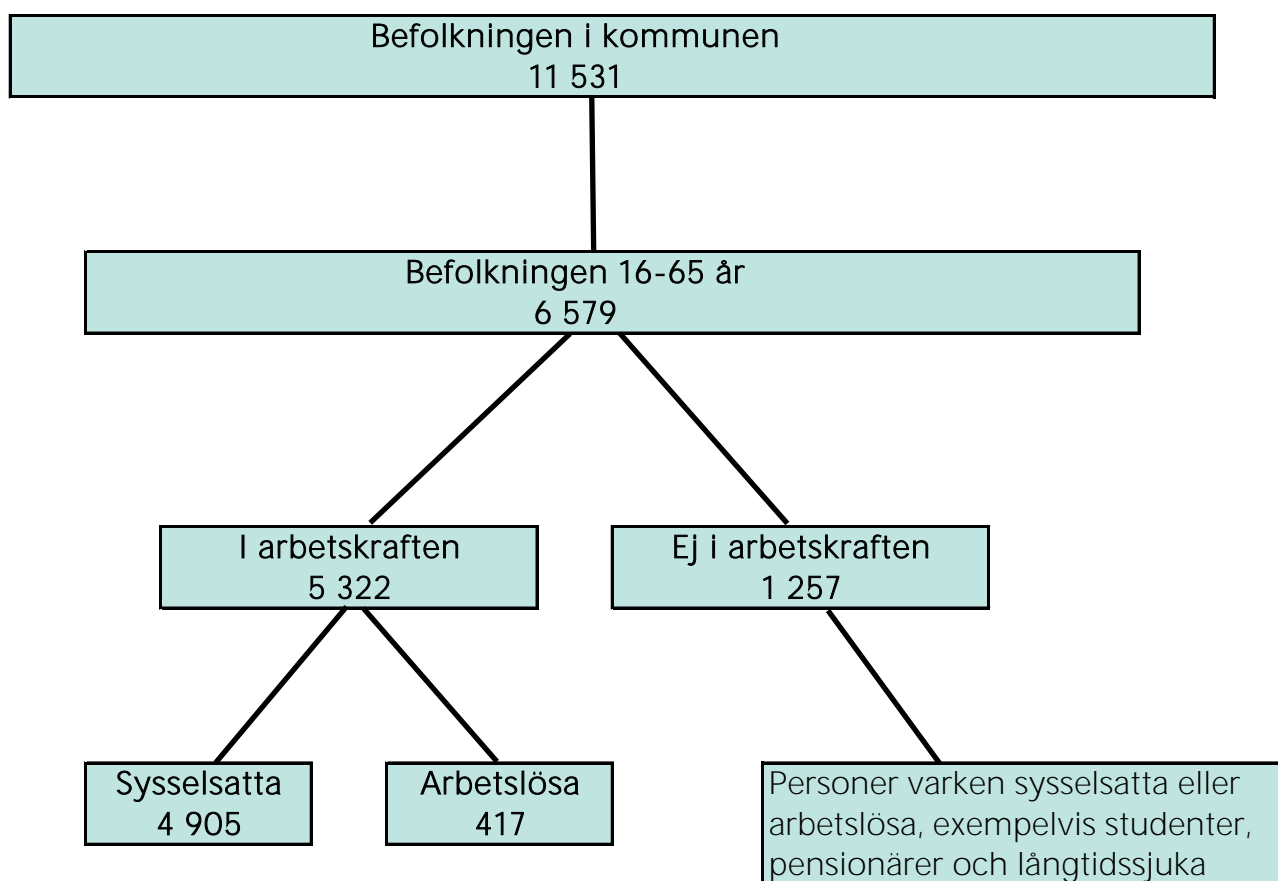 Befolkningen i kommunen
11 531
Befolkningen 16-65 år
6 579
I arbetskraften
5 322
Ej i arbetskraften
1 257
Sysselsatta
4 905
Arbetslösa
417
Personer varken sysselsatta eller
arbetslösa, exempelvis studenter,
pensionärer och långtidssjuka